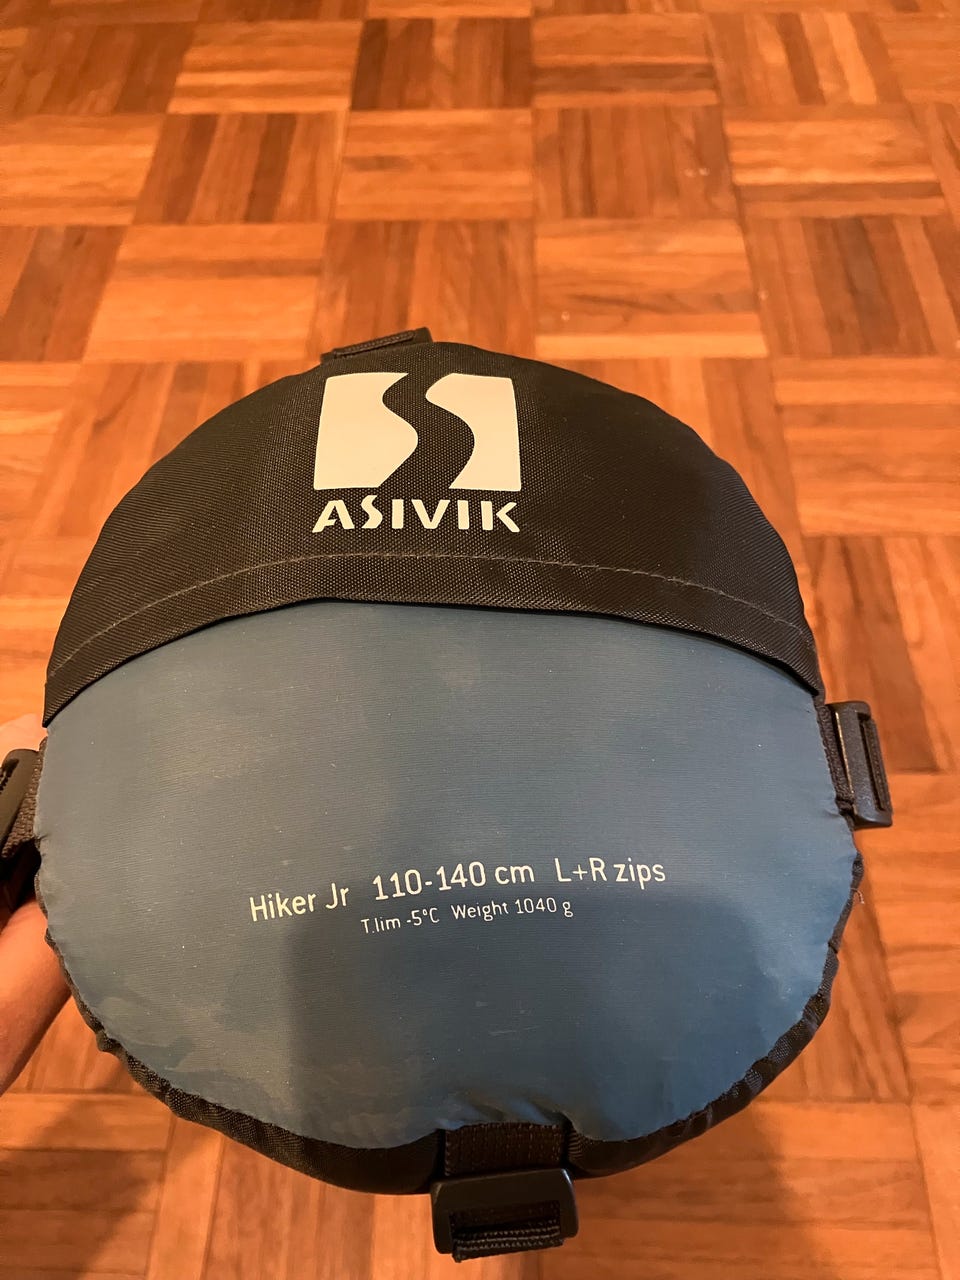 ASIVIK
Hiker Jr 110-140 cm L+R zips
T.lim -5°C Weight 1040 g